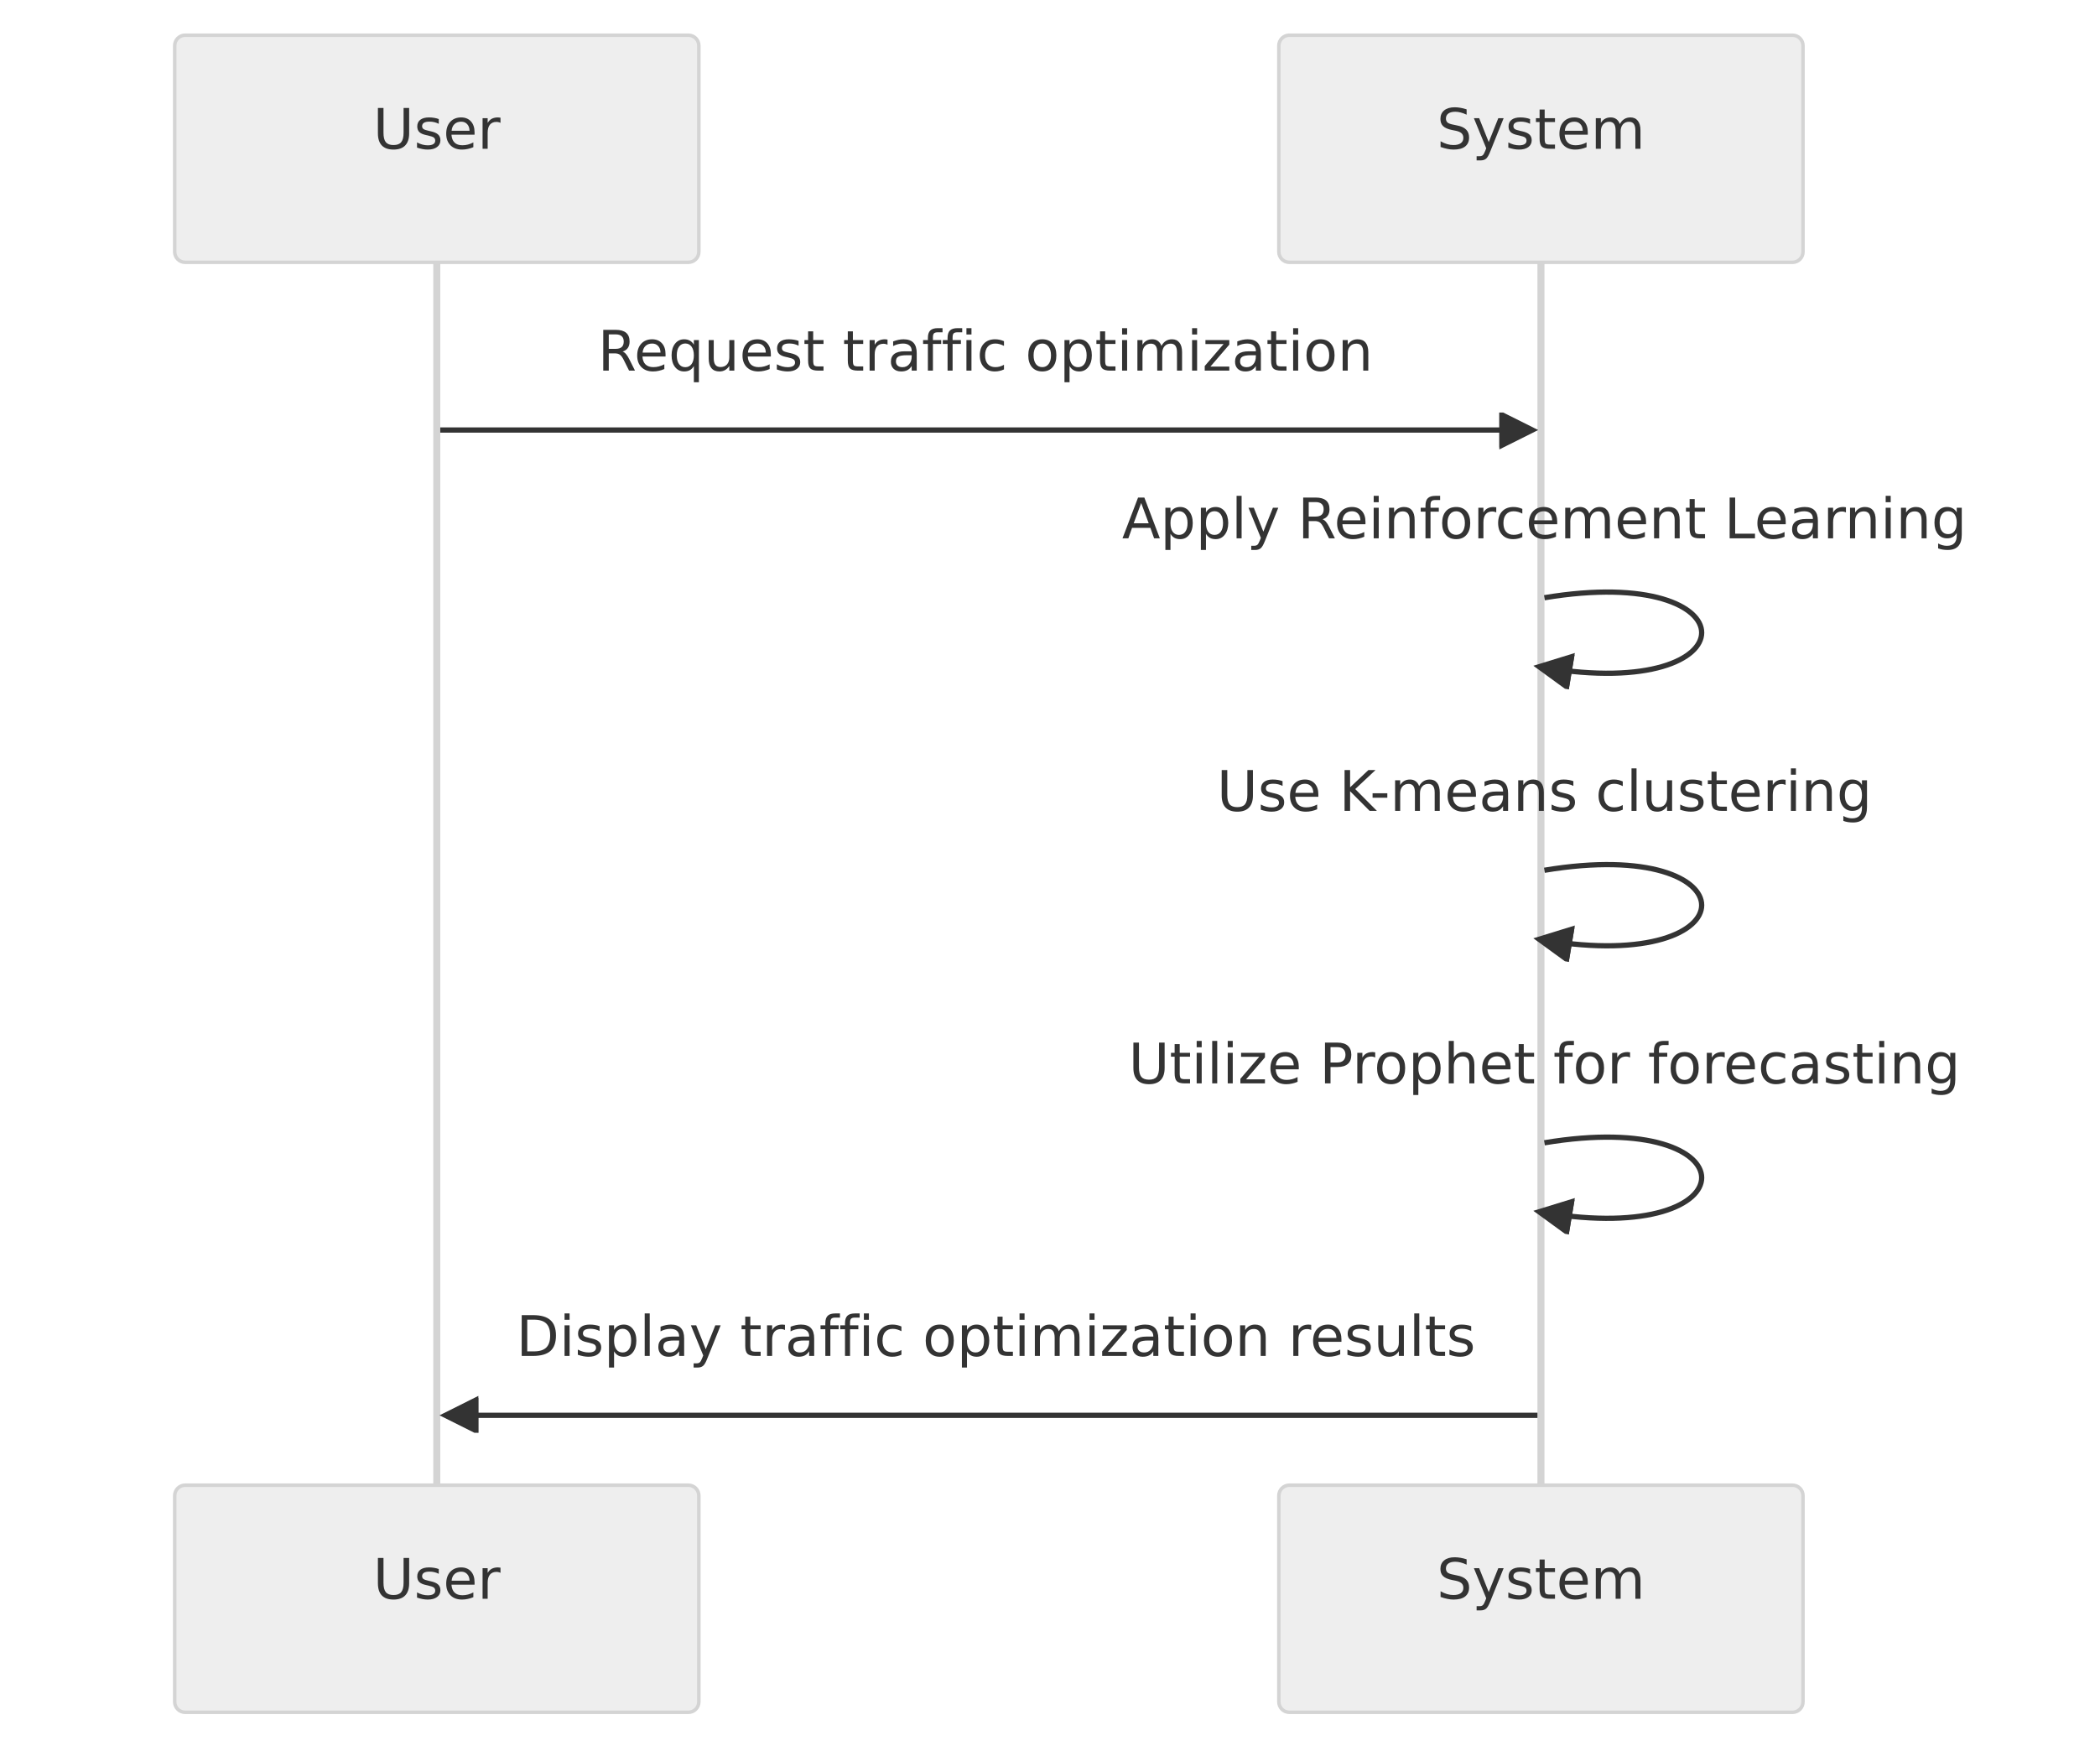 User
System
Request traffic optimization
Apply Reinforcement Learning
Use K-means clustering
Utilize Prophet for forecasting
Display traffic optimization results
User
System